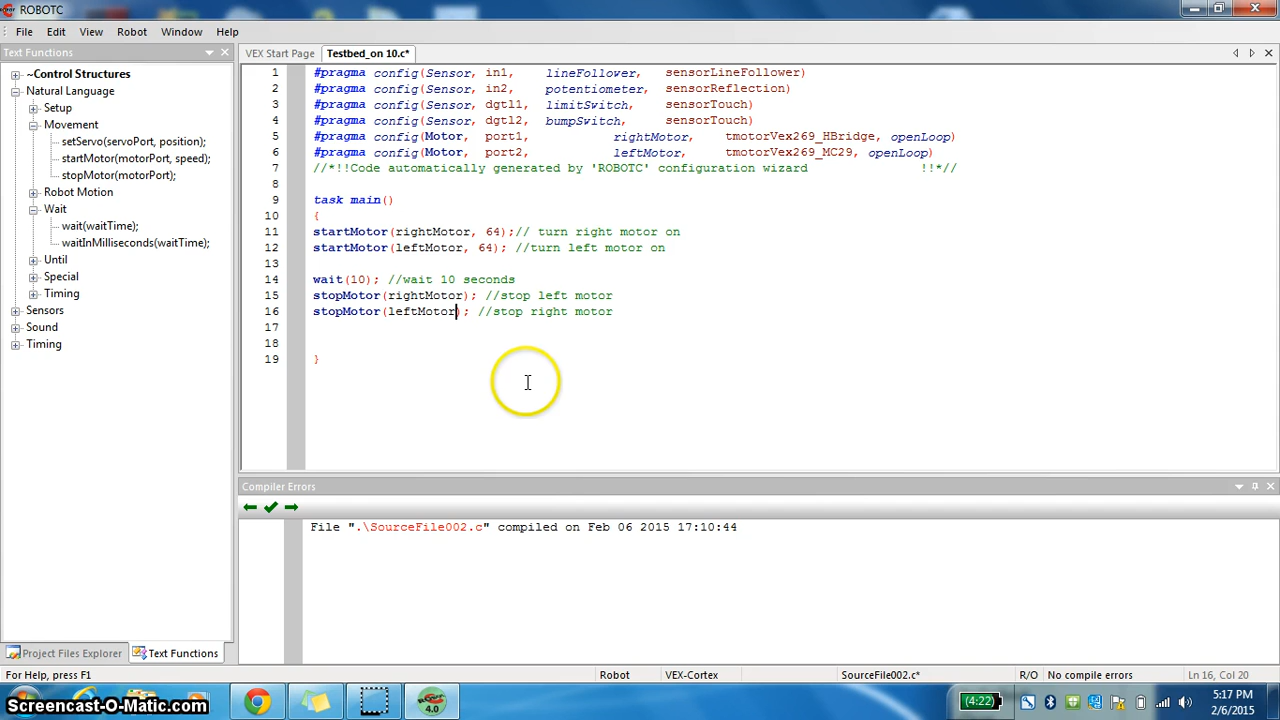 ROBOTC
File Edit View Robot Window Help
Text Functions
VEX Start Page Testbed_on 10.c*
~Control Structures
Natural Language
Setup
Movement
setServo(servoPort, position);
startMotor(motorPort, speed);
stopMotor(motorPort);
Robot Motion
Wait
wait(waitTime);
waitInMilliseconds(waitTime);
Until
Special
Timing
Sensors
Sound
Timing
1 #pragma config(Sensor, in1, lineFollower, sensorLineFollower)
2 #pragma config(Sensor, in2, potentiometer, sensorReflection)
3 #pragma config(Sensor, dgtl1, limitSwitch, sensorTouch)
4 #pragma config(Sensor, dgtl2, bumpSwitch, sensorTouch)
5 #pragma config(Motor, port1, rightMotor, tmotorVex269_HBridge, openLoop)
6 #pragma config(Motor, port2, leftMotor, tmotorVex269_MC29, openLoop)
7 //*!!Code automatically generated by 'ROBOTC' configuration wizard !!*//
8
9 task main()
10 {
11 startMotor(rightMotor, 64);// turn right motor on
12 startMotor(leftMotor, 64); //turn left motor on
13
14 wait(10); //wait 10 seconds
15 stopMotor(rightMotor); //stop left motor
16 stopMotor(leftMotor); //stop right motor
17
18
19 }
Compiler Errors
File ".\SourceFile002.c" compiled on Feb 06 2015 17:10:44
Project Files Explorer Text Functions
For Help, press F1 Robot VEX-Cortex SourceFile002.c* R/O No compile errors Ln 16, Col 20
Screencast-O-Matic.com
4.0
(4:22)
5:17 PM
2/6/2015